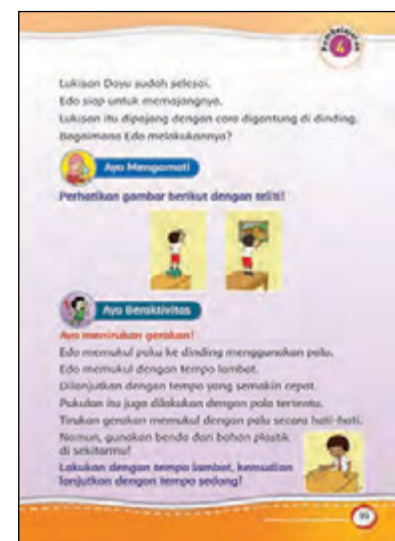 Pembelajaran
4
Lukisan Dayu sudah selesai.
Edo siap untuk memajangnya.
Lukisan itu dipajang dengan cara digantung di dinding.
Bagaimana Edo melakukannya?
Ayo Mengamati
Perhatikan gambar berikut dengan teliti!
Ayo Beraktivitas
Ayo menirukan gerakan!
Edo memukul paku ke dinding menggunakan palu.
Edo memukul dengan tempo lambat.
Dilanjutkan dengan tempo yang semakin cepat.
Pukulan itu juga dilakukan dengan pola tertentu.
Tirukan gerakan memukul dengan palu secara hati-hati.
Namun, gunakan benda dari bahan plastik
di sekitarmu!
Lakukan dengan tempo lambat, kemudian
lanjutkan dengan tempo sedang!